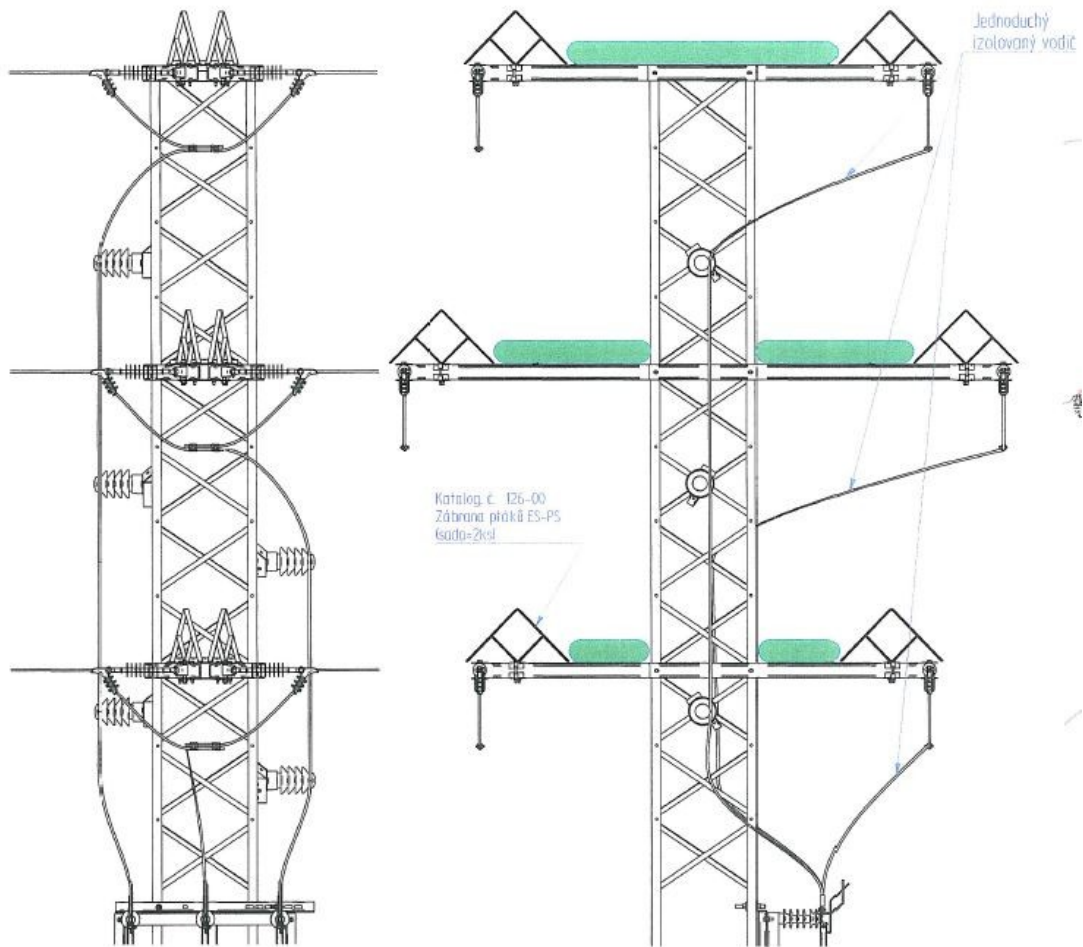 Jednoduchý
izolovaný vodič
Katalog. č. 126-00
Zábrana ptáků ES-PS
(sada=2ks)